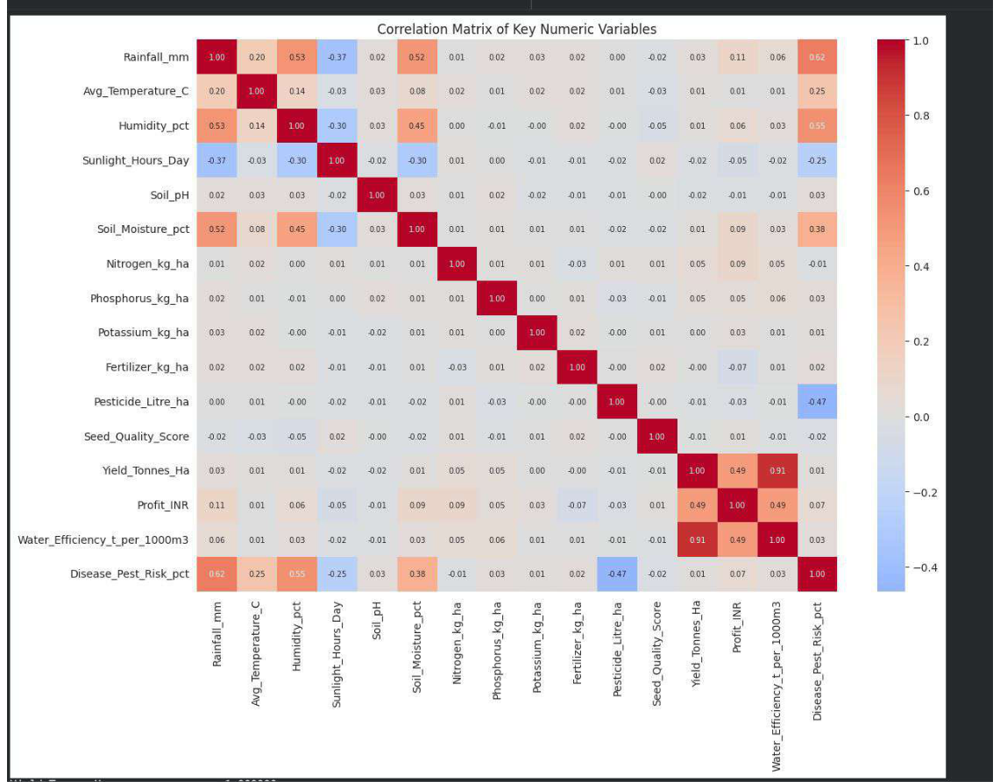 Correlation Matrix of Key Numeric Variables
Rainfall_mm 1.00 0.20 0.53 -0.37 0.02 0.52 0.01 0.02 0.03 0.02 0.00 -0.02 0.03 0.11 0.06 0.62
Avg_Temperature_C 0.20 1.00 0.14 -0.03 0.03 0.08 0.02 0.01 0.02 0.02 0.01 -0.03 0.01 0.01 0.01 0.25
Humidity_pct 0.53 0.14 1.00 -0.30 0.03 0.45 0.00 -0.01 -0.00 0.02 -0.00 -0.05 0.01 0.06 0.03 0.55
Sunlight_Hours_Day -0.37 -0.03 -0.30 1.00 -0.02 -0.30 0.01 0.00 -0.01 -0.01 -0.02 0.02 -0.02 -0.05 -0.02 -0.25
Soil_pH 0.02 0.03 0.03 -0.02 1.00 0.03 0.01 0.02 -0.02 -0.01 -0.01 -0.00 -0.02 -0.01 -0.01 0.03
Soil_Moisture_pct 0.52 0.08 0.45 -0.30 0.03 1.00 0.01 0.01 0.01 0.01 -0.02 -0.02 0.01 0.09 0.03 0.38
Nitrogen_kg_ha 0.01 0.02 0.00 0.01 0.01 0.01 1.00 0.01 0.01 -0.03 0.01 0.01 0.05 0.09 0.05 -0.01
Phosphorus_kg_ha 0.02 0.01 -0.01 0.00 0.02 0.01 0.01 1.00 0.00 0.01 -0.03 -0.01 0.05 0.05 0.06 0.03
Potassium_kg_ha 0.03 0.02 -0.00 -0.01 -0.02 0.01 0.01 0.00 1.00 0.02 -0.00 0.01 0.00 0.03 0.01 0.01
Fertilizer_kg_ha 0.02 0.02 0.02 -0.01 -0.01 0.01 -0.03 0.01 0.02 1.00 -0.00 0.02 -0.00 -0.07 0.01 0.02
Pesticide_Litre_ha 0.00 0.01 -0.00 -0.02 -0.01 -0.02 0.01 -0.03 -0.00 -0.00 1.00 -0.00 -0.01 -0.03 -0.01 -0.47
Seed_Quality_Score -0.02 -0.03 -0.05 0.02 -0.00 -0.02 0.01 -0.01 0.01 0.02 -0.00 1.00 -0.01 0.01 -0.01 -0.02
Yield_Tonnes_Ha 0.03 0.01 0.01 -0.02 -0.02 0.01 0.05 0.05 0.00 -0.00 -0.01 -0.01 1.00 0.49 0.91 0.01
Profit_INR 0.11 0.01 0.06 -0.05 -0.01 0.09 0.09 0.05 0.03 -0.07 -0.03 0.01 0.49 1.00 0.49 0.07
Water_Efficiency_t_per_1000m3 0.06 0.01 0.03 -0.02 -0.01 0.03 0.05 0.06 0.01 0.01 -0.01 -0.01 0.91 0.49 1.00 0.03
Disease_Pest_Risk_pct 0.62 0.25 0.55 -0.25 0.03 0.38 -0.01 0.03 0.01 0.02 -0.47 -0.02 0.01 0.07 0.03 1.00
Rainfall_mm
Avg_Temperature_C
Humidity_pct
Sunlight_Hours_Day
Soil_pH
Soil_Moisture_pct
Nitrogen_kg_ha
Phosphorus_kg_ha
Potassium_kg_ha
Fertilizer_kg_ha
Pesticide_Litre_ha
Seed_Quality_Score
Yield_Tonnes_Ha
Profit_INR
Water_Efficiency_t_per_1000m3
Disease_Pest_Risk_pct
1.0
0.8
0.6
0.4
0.2
0.0
−0.2
−0.4